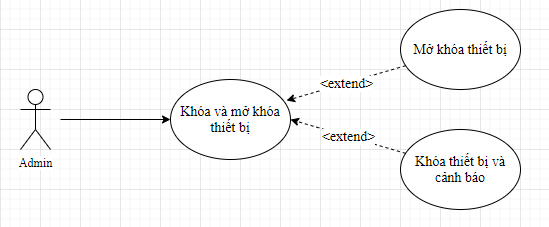 Mở khóa thiết bị
<extend>
Khóa và mở khóa
thiết bị
<extend>
Khóa thiết bị và
cảnh báo
Admin